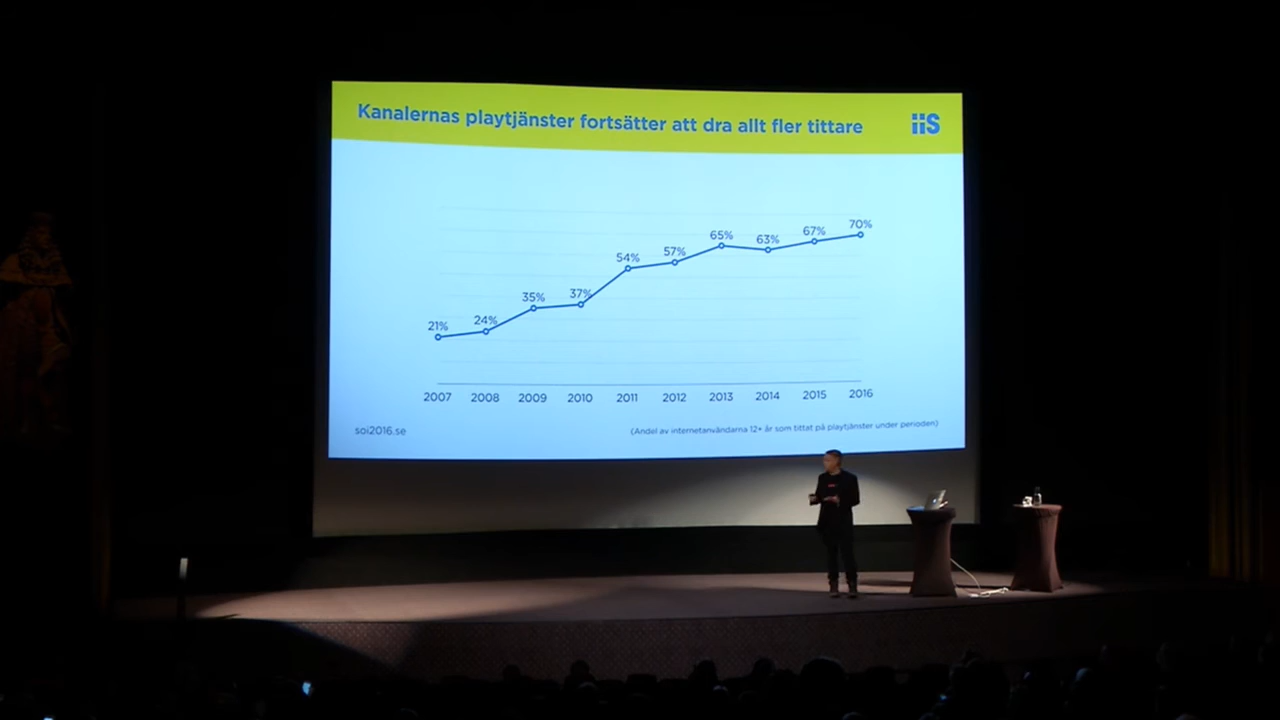 Kanalernas playtjänster fortsätter att dra allt fler tittare
iiS
21% 24% 35% 37% 54% 57% 65% 63% 67% 70%
2007 2008 2009 2010 2011 2012 2013 2014 2015 2016
soi2016.se
(Andel av internetanvändarna 12+ år som tittat på playtjänster under perioden)